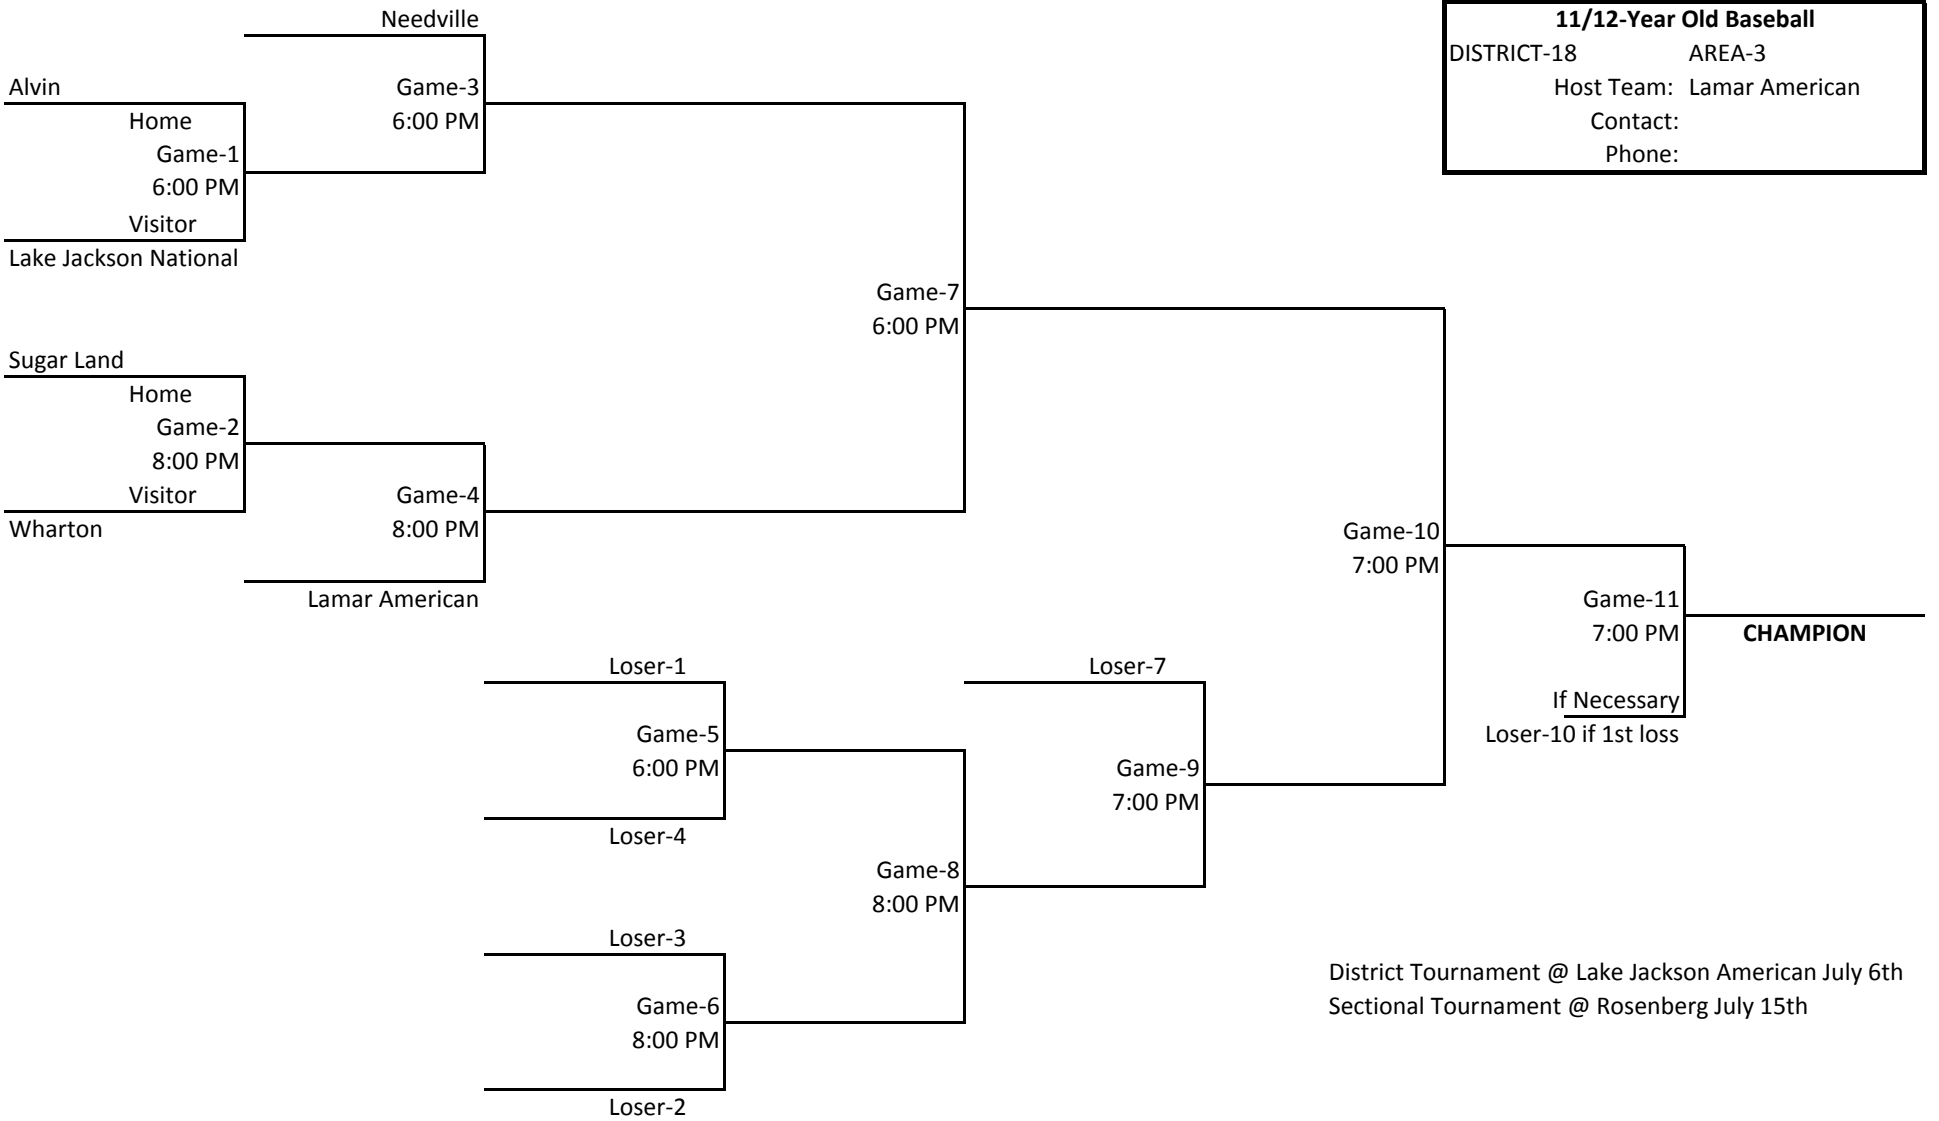 Needville
11/12-Year Old Baseball
DISTRICT-18 AREA-3
Host Team: Lamar American
Contact:
Phone:
Alvin
Home
Game-1
6:00 PM
Visitor
Lake Jackson National
Game-3
6:00 PM
Game-7
6:00 PM
Sugar Land
Home
Game-2
8:00 PM
Visitor
Wharton
Game-4
8:00 PM
Lamar American
Game-10
7:00 PM
Game-11
7:00 PM
CHAMPION
If Necessary
Loser-10 if 1st loss
Loser-1
Game-5
6:00 PM
Loser-4
Loser-7
Game-9
7:00 PM
Game-8
8:00 PM
Loser-3
Game-6
8:00 PM
Loser-2
District Tournament @ Lake Jackson American July 6th
Sectional Tournament @ Rosenberg July 15th